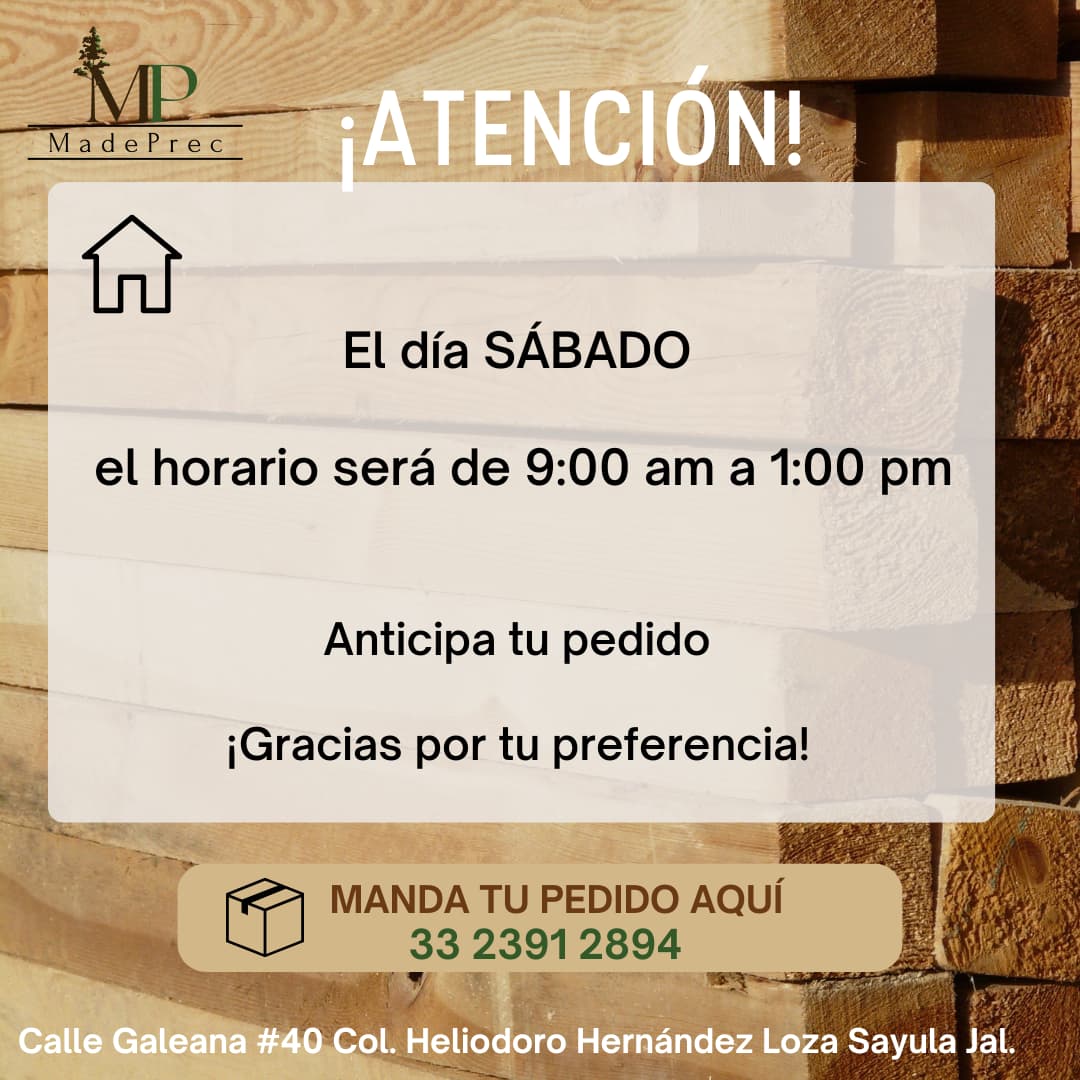 MP
MadePrec
¡ATENCIÓN!
El día SÁBADO
el horario será de 9:00 am a 1:00 pm
Anticipa tu pedido
¡Gracias por tu preferencia!
MANDA TU PEDIDO AQUÍ
33 2391 2894
Calle Galeana #40 Col. Heliodoro Hernández Loza Sayula Jal.